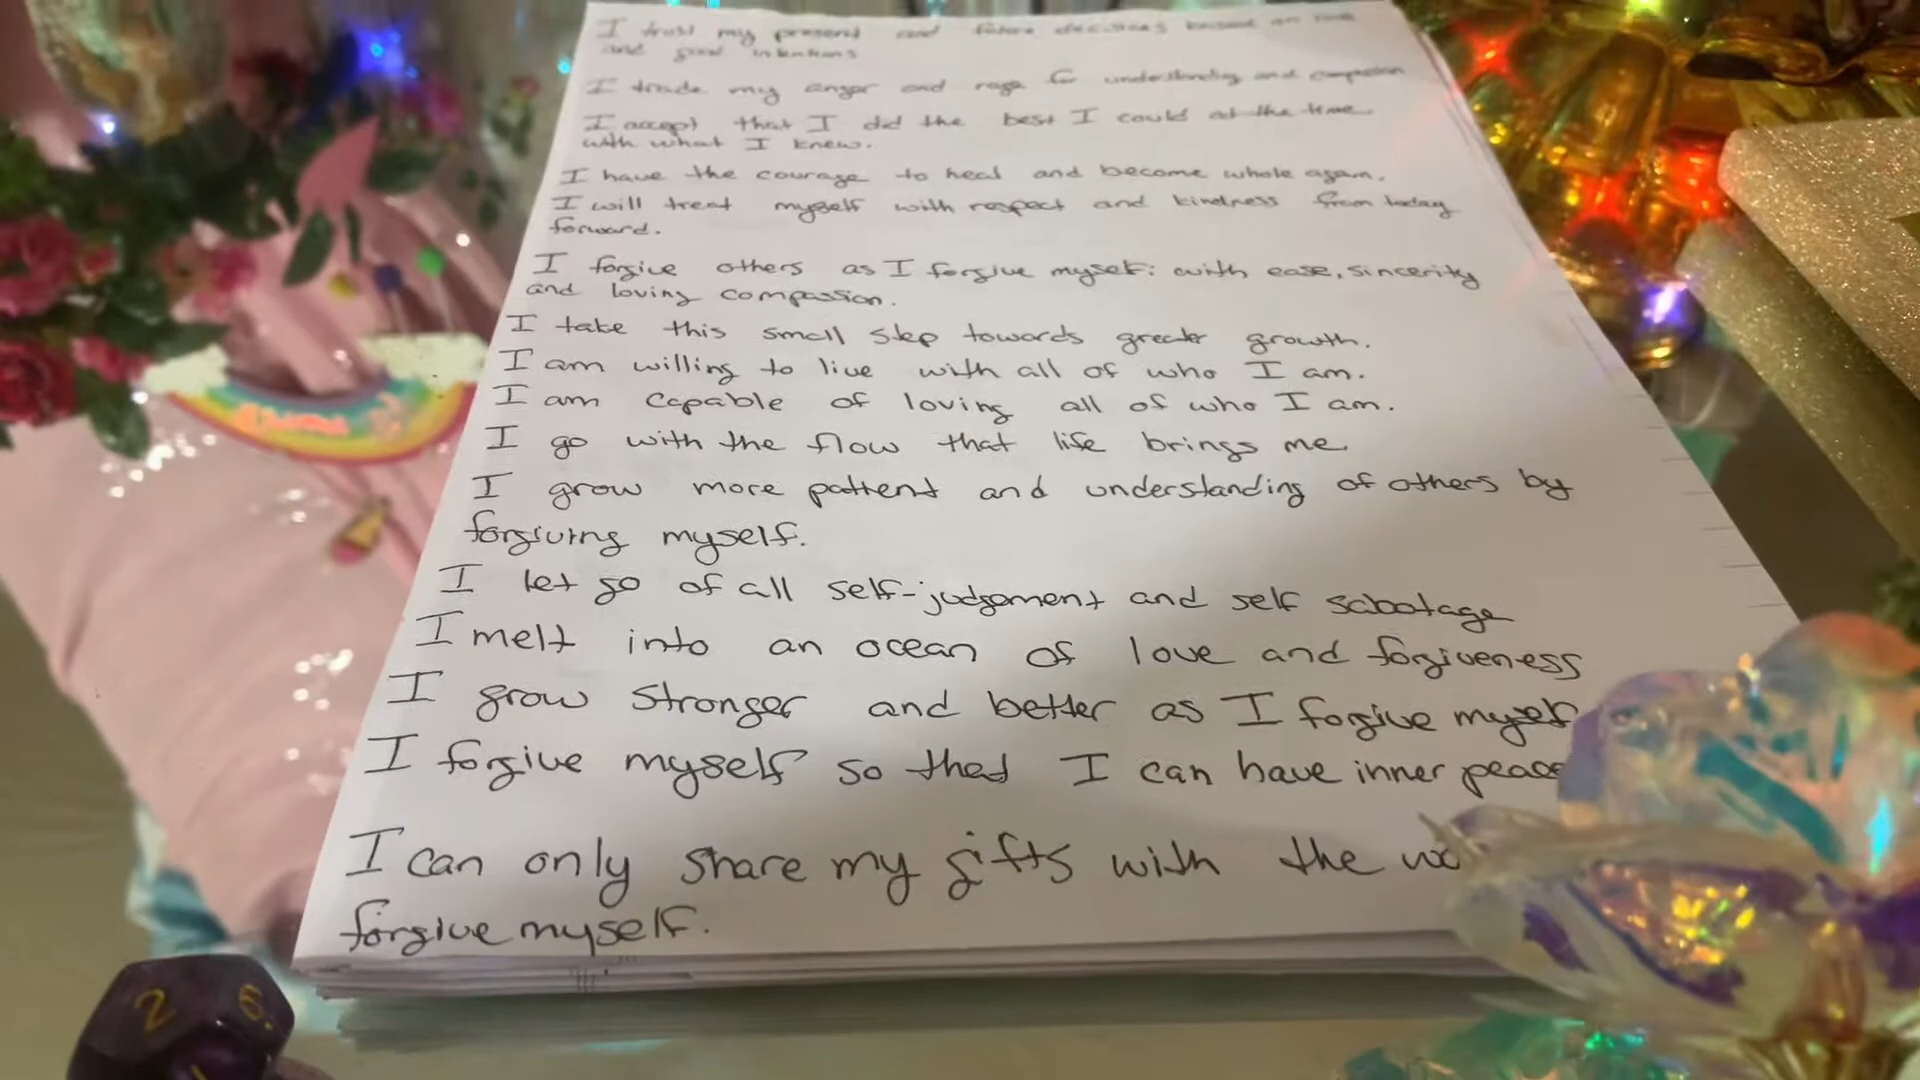 I trust my present and future decisions based on love
and good intentions
I trade my anger and rage for understanding and compassion
I accept that I did the best I could at the time
with what I knew.
I have the courage to heal and become whole again.
I will treat myself with respect and kindness from today
forward.
I forgive others as I forgive myself: with ease, sincerity
and loving compassion.
I take this small step towards greater growth.
I am willing to live with all of who I am.
I am capable of loving all of who I am.
I go with the flow that life brings me.
I grow more patient and understanding of others by
forgiving myself.
I let go of all self-judgement and self sabotage
I melt into an ocean of love and forgiveness
I grow stronger and better as I forgive myself
I forgive myself so that I can have inner peace
I can only share my gifts with the
forgive myself.
2 6